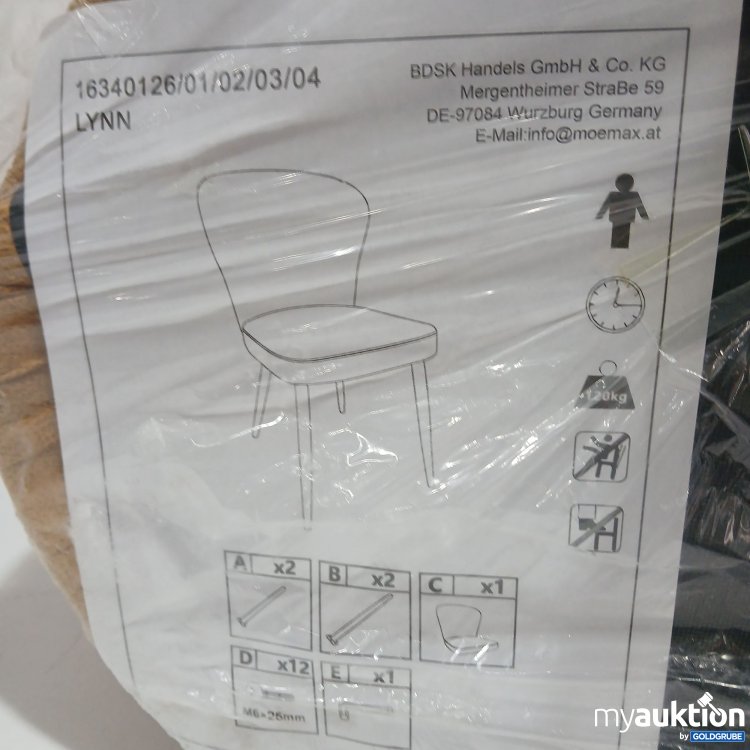 16340126/01/02/03/04
LYNN
BDSK Handels GmbH & Co. KG
Mergentheimer StraBe 59
DE-97084 Wurzburg Germany
E-Mail:info@moemax.at
120kg
A x2
B x2
C x1
D x12
M6×25mm
E x1
myauktion
by GOLDGRUBE